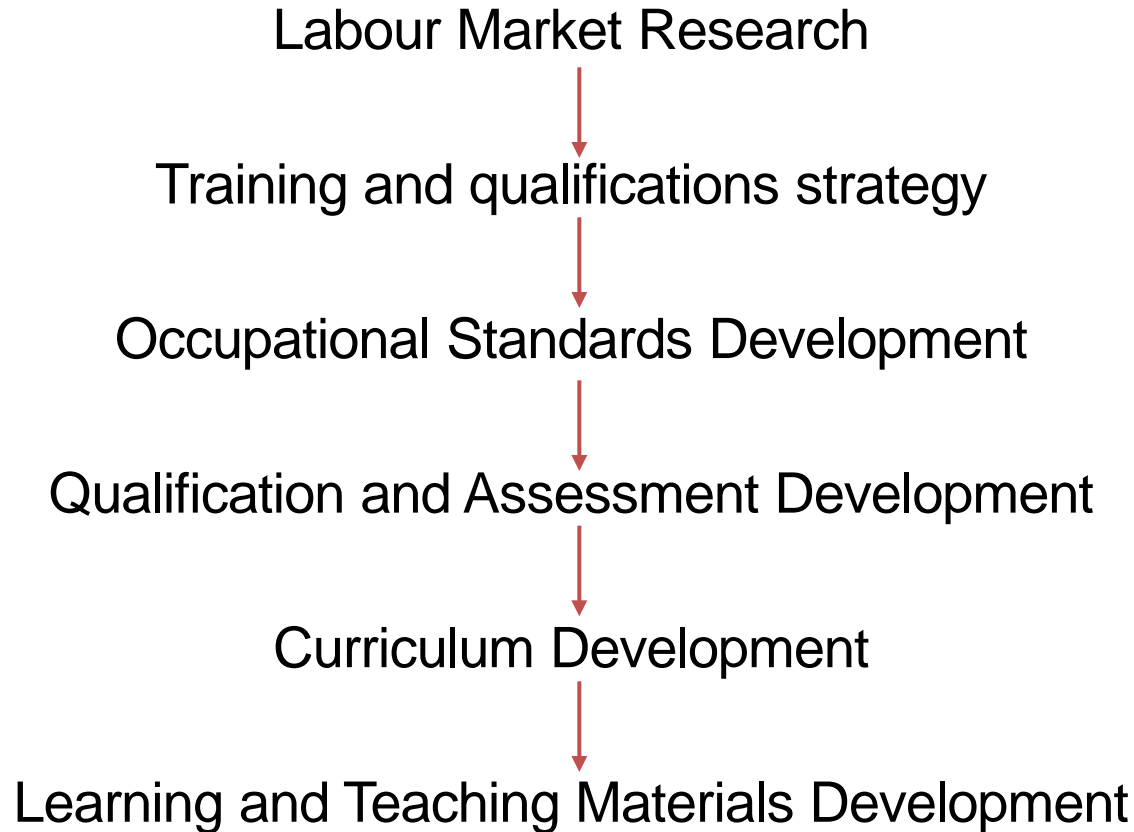 Labour Market Research
Training and qualifications strategy
Occupational Standards Development
Qualification and Assessment Development
Curriculum Development
Learning and Teaching Materials Development